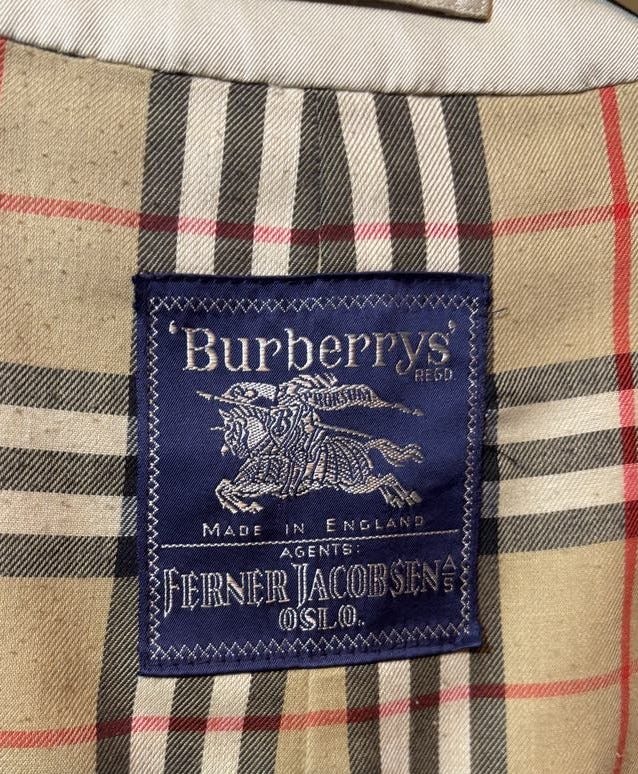 'Burberrys'
REGD
PRORSUM
B
MADE IN ENGLAND
AGENTS:
FERNER JACOBSEN A/S
OSLO.